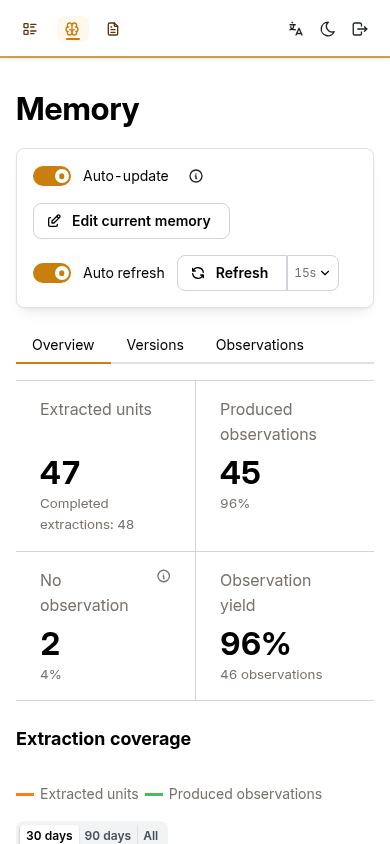 Memory
Auto-update
Edit current memory
Auto refresh
Refresh
15s
Overview
Versions
Observations
Extracted units
47
Completed
extractions: 48
Produced
observations
45
96%
No
observation
2
4%
Observation
yield
96%
46 observations
Extraction coverage
Extracted units
Produced observations
30 days
90 days
All